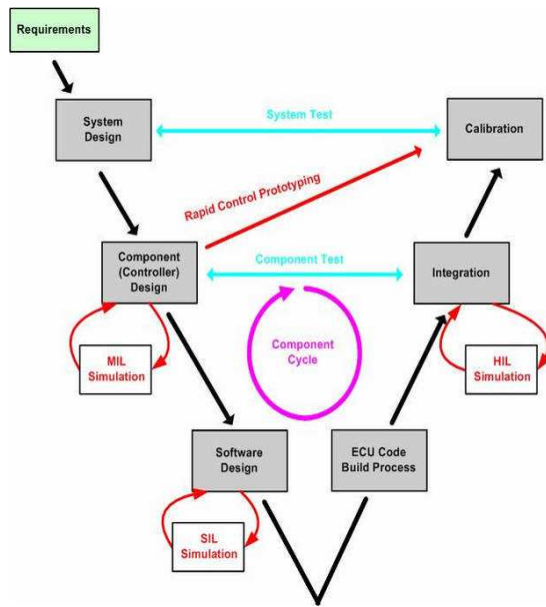 Requirements
System
Design
System Test
Calibration
Rapid Control Prototyping
Component
(Controller)
Design
Component Test
Integration
MIL
Simulation
Component
Cycle
HIL
Simulation
Software
Design
ECU Code
Build Process
SIL
Simulation